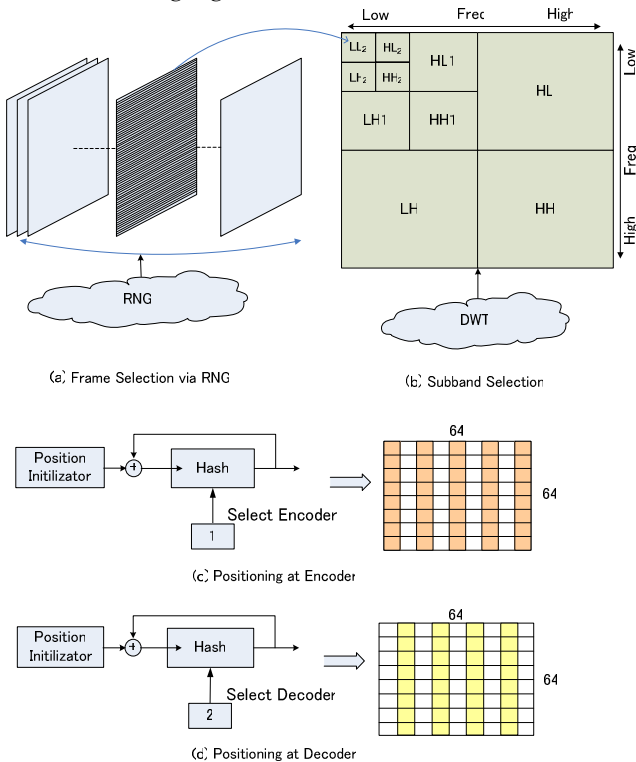 Low Freq High
LL2 HL2
LH2 HH2
HL1
LH1 HH1
HL
LH HH
Low
Freq
High
RNG
DWT
(a) Frame Selection via RNG
(b) Subband Selection
Position
Initilizator
+
Hash
Select Encoder
1
64
64
(c) Positioning at Encoder
Position
Initilizator
+
Hash
Select Decoder
2
64
64
(d) Positioning at Decoder